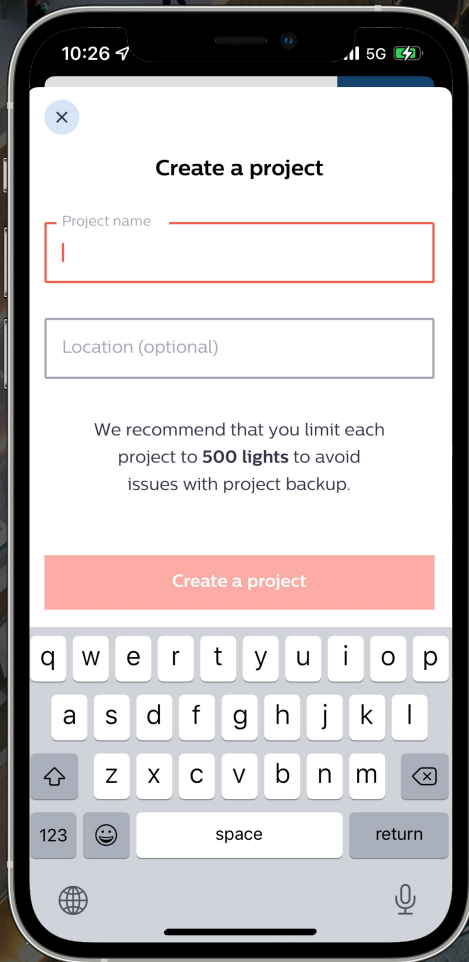 10:26
5G
Create a project
Project name
Location (optional)
We recommend that you limit each
project to 500 lights to avoid
issues with project backup.
Create a project
q w e r t y u i o p
a s d f g h j k l
z x c v b n m
123 space return